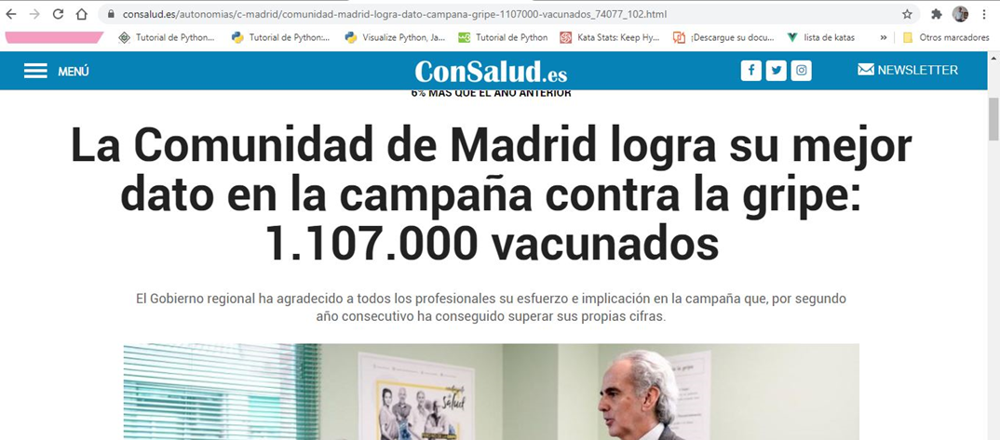 consalud.es/autonomias/c-madrid/comunidad-madrid-logra-dato-campana-gripe-1107000-vacunados_74077_102.html
Tutorial de Python... Tutorial de Python:... Visualize Python, Ja... Tutorial de Python Kata Stats: Keep Hy... ¡Descargue su docu... lista de katas » Otros marcadores
MENÚ ConSalud.es NEWSLETTER
6% MÁS QUE EL AÑO ANTERIOR
La Comunidad de Madrid logra su mejor
dato en la campaña contra la gripe:
1.107.000 vacunados
El Gobierno regional ha agradecido a todos los profesionales su esfuerzo e implicación en la campaña que, por segundo
año consecutivo ha conseguido superar sus propias cifras.
salud
la gripe